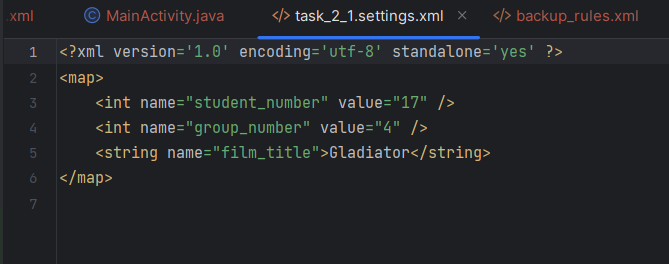 .xml MainActivity.java task_2_1.settings.xml backup_rules.xml
1 <?xml version='1.0' encoding='utf-8' standalone='yes' ?>
2 <map>
3     <int name="student_number" value="17" />
4     <int name="group_number" value="4" />
5     <string name="film_title">Gladiator</string>
6 </map>
7